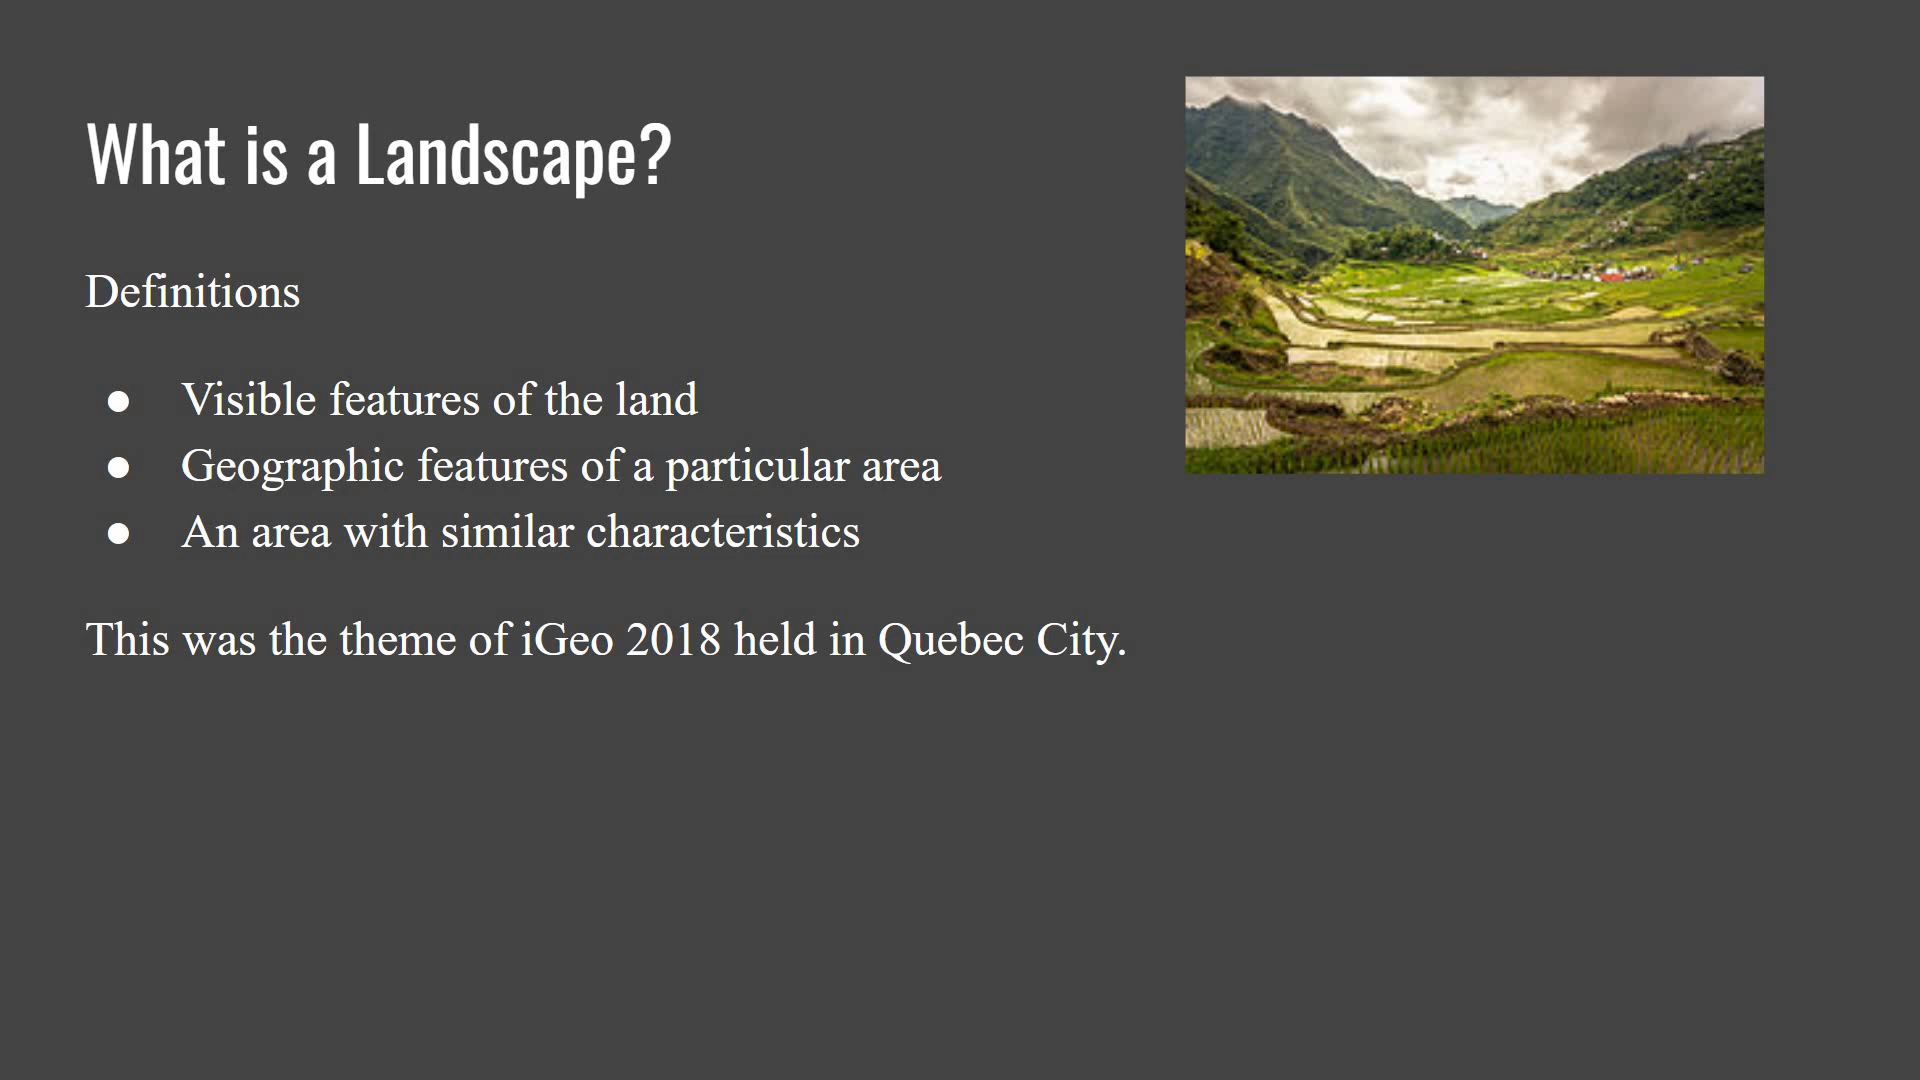 What is a Landscape?
Definitions
● Visible features of the land
● Geographic features of a particular area
● An area with similar characteristics
This was the theme of iGeo 2018 held in Quebec City.